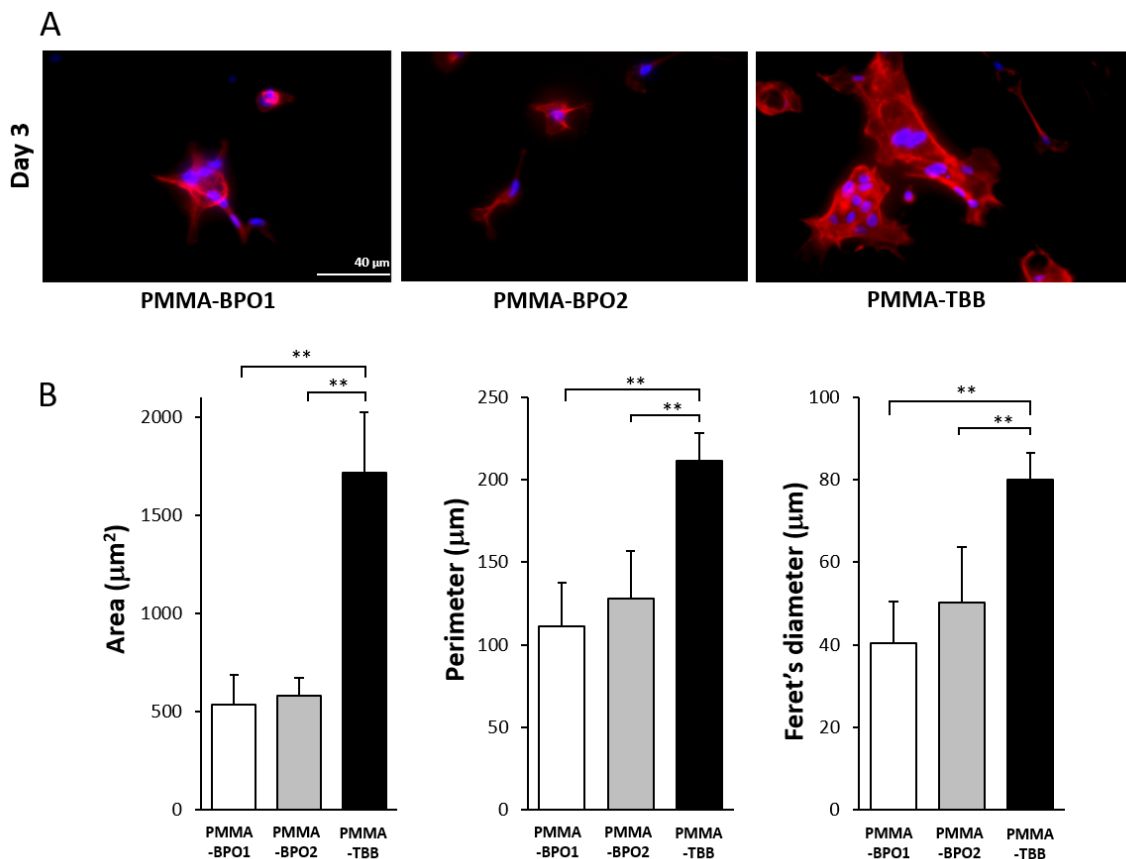 A
Day 3
40 μm
PMMA-BPO1
PMMA-BPO2
PMMA-TBB
B
Area (μm²)
2000
1500
1000
500
0
**
**
PMMA
-BPO1
PMMA
-BPO2
PMMA
-TBB
Perimeter (μm)
250
200
150
100
50
0
**
**
PMMA
-BPO1
PMMA
-BPO2
PMMA
-TBB
Feret's diameter (μm)
100
80
60
40
20
0
**
**
PMMA
-BPO1
PMMA
-BPO2
PMMA
-TBB